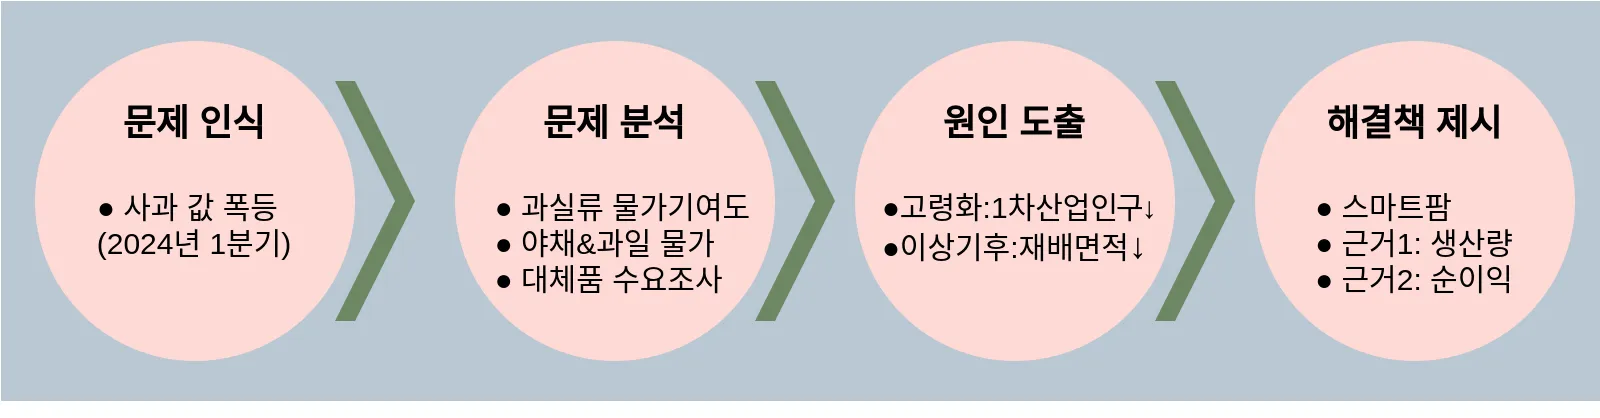 문제 인식
● 사과 값 폭등
(2024년 1분기)
문제 분석
● 과실류 물가기여도
● 야채&과일 물가
● 대체품 수요조사
원인 도출
●고령화:1차산업인구↓
●이상기후:재배면적↓
해결책 제시
● 스마트팜
● 근거1: 생산량
● 근거2: 순이익